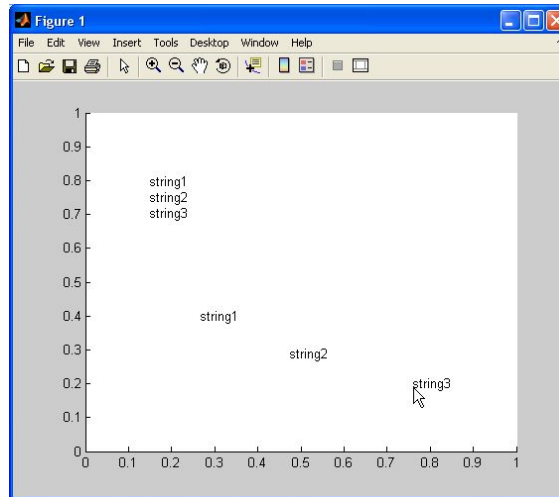 Figure 1
File Edit View Insert Tools Desktop Window Help
1
0.9
0.8
string1
string2
0.7
string3
0.6
0.5
0.4
string1
0.3
string2
0.2
string3
0.1
0
0 0.1 0.2 0.3 0.4 0.5 0.6 0.7 0.8 0.9 1